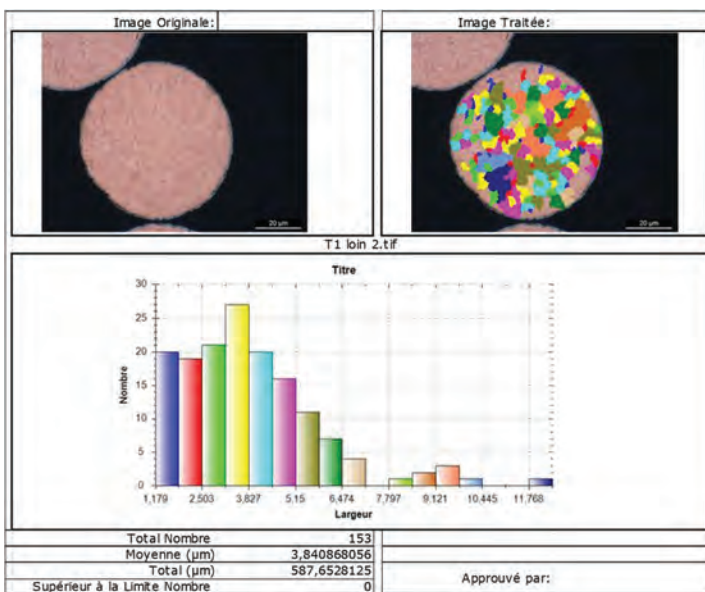 Image Originale:
Image Traitée:
20 µm
20 µm
T1 loin 2.tif
Titre
30
25
20
15
10
5
0
Nombre
1,179 2,503 3,827 5,15 6,474 7,797 9,121 10,445 11,768
Largeur
Total Nombre 153
Moyenne (µm) 3,840868056
Total (µm) 587,6528125
Supérieur à la Limite Nombre 0
Approuvé par: